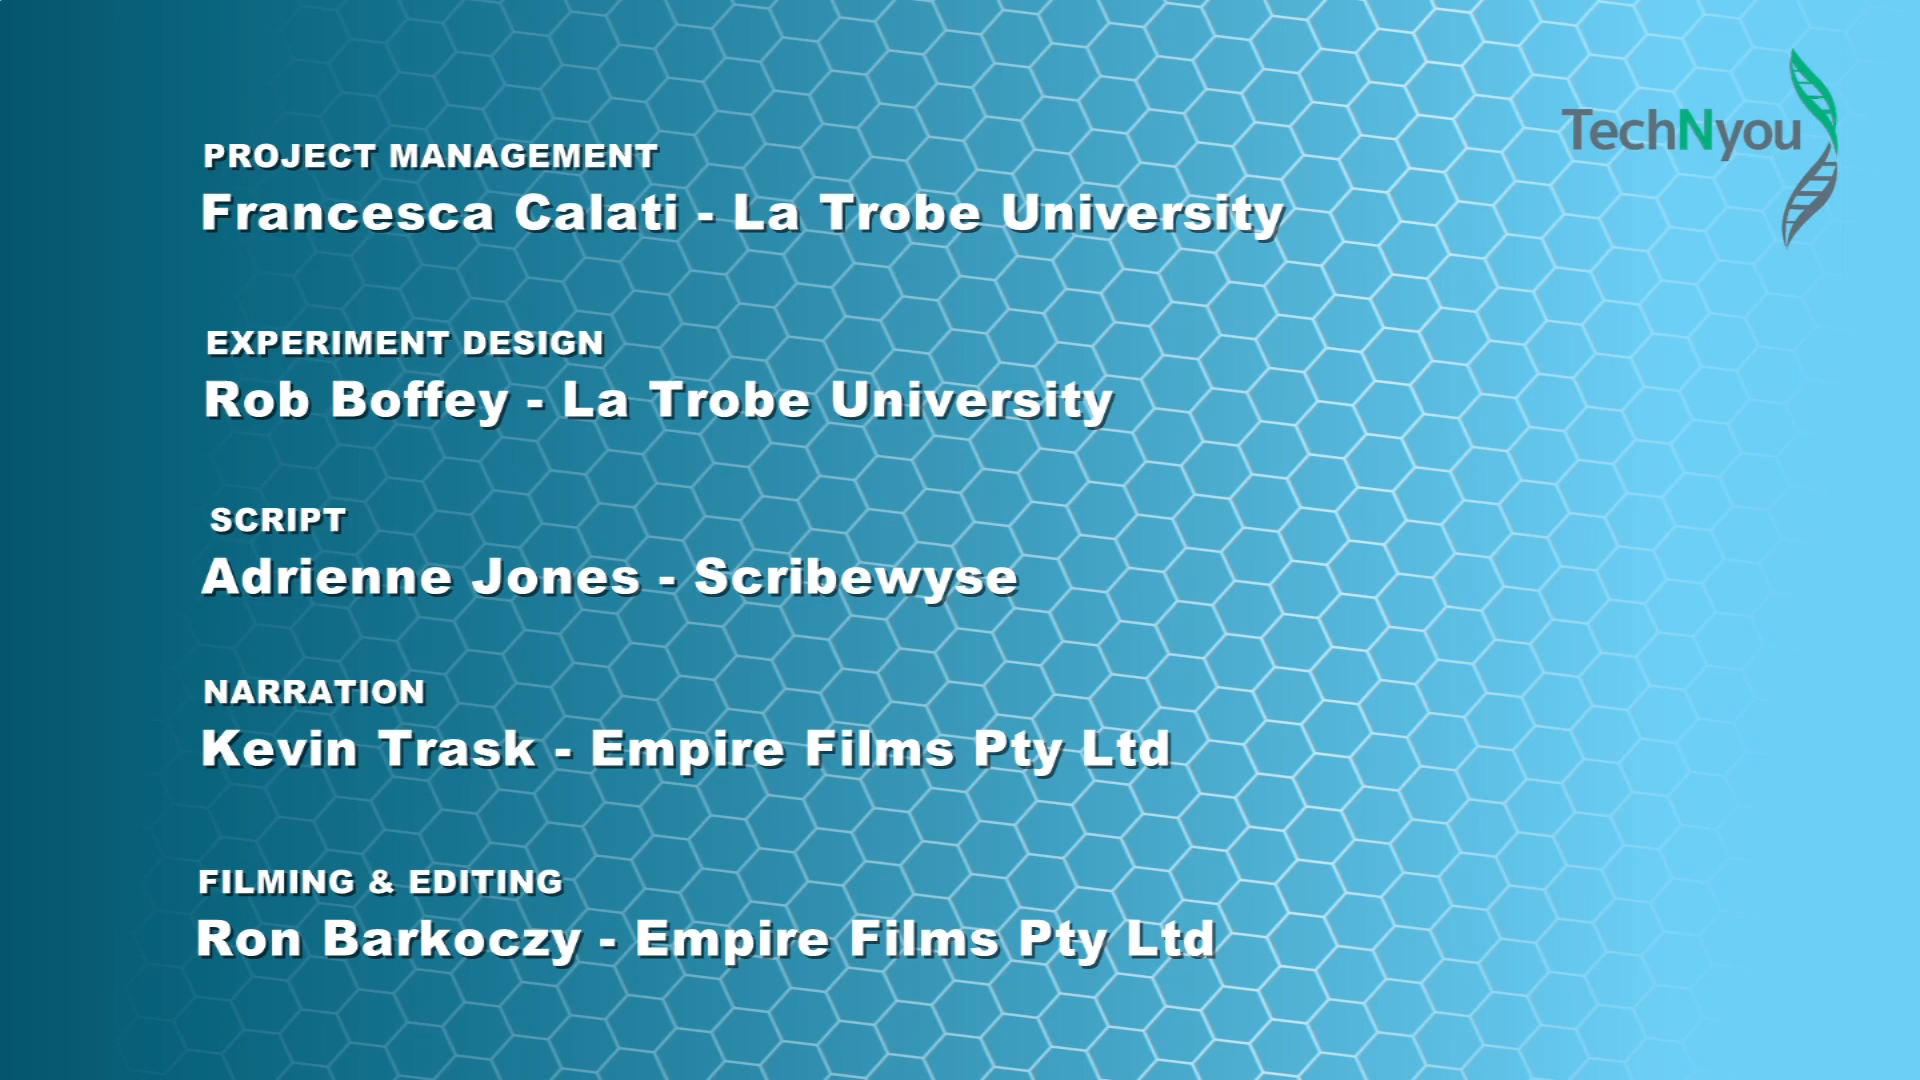 TechNyou
PROJECT MANAGEMENT
Francesca Calati - La Trobe University
EXPERIMENT DESIGN
Rob Boffey - La Trobe University
SCRIPT
Adrienne Jones - Scribewyse
NARRATION
Kevin Trask - Empire Films Pty Ltd
FILMING & EDITING
Ron Barkoczy - Empire Films Pty Ltd